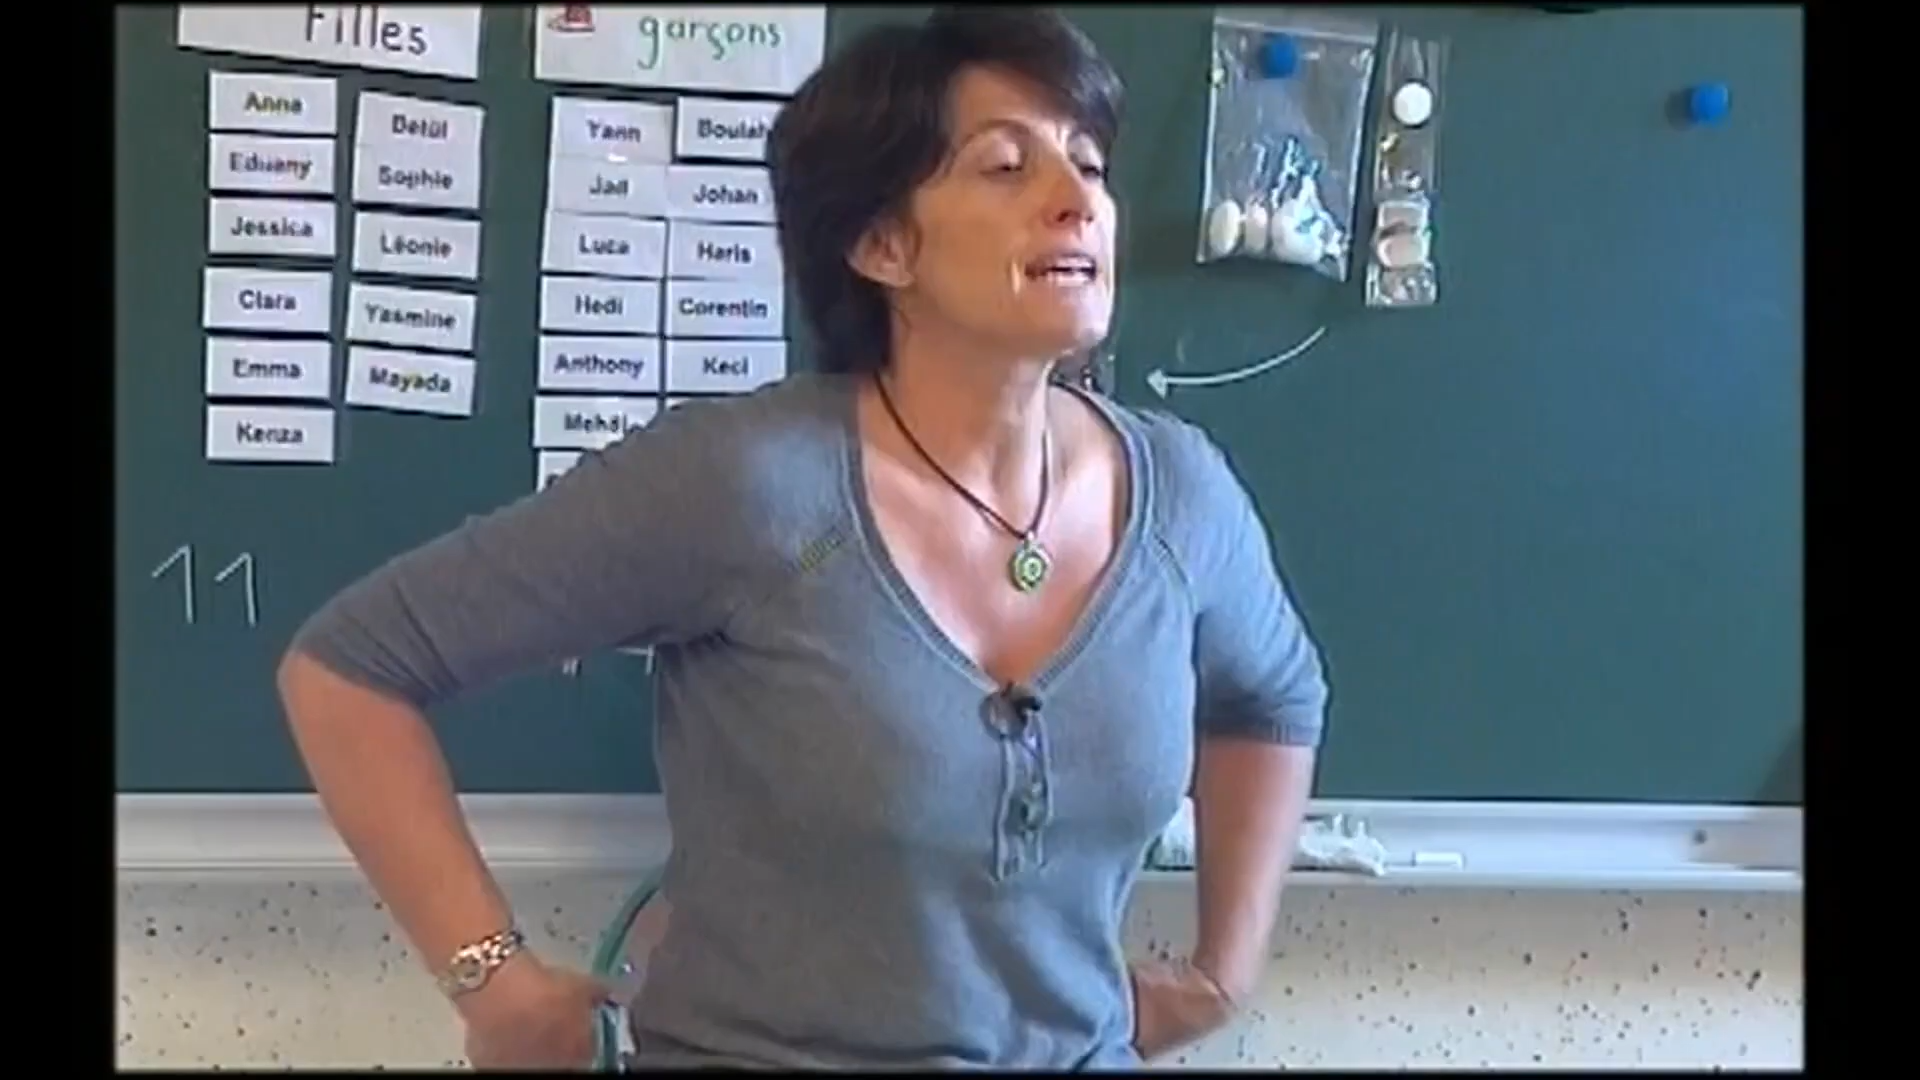 Filles
Anna
Eduany
Jessica
Clara
Emma
Kenza
Betül
Sophie
Léonie
Yasmine
Mayada
11
garçons
Yann
Jad
Luca
Hedi
Anthony
Johan
Haris
Corentin